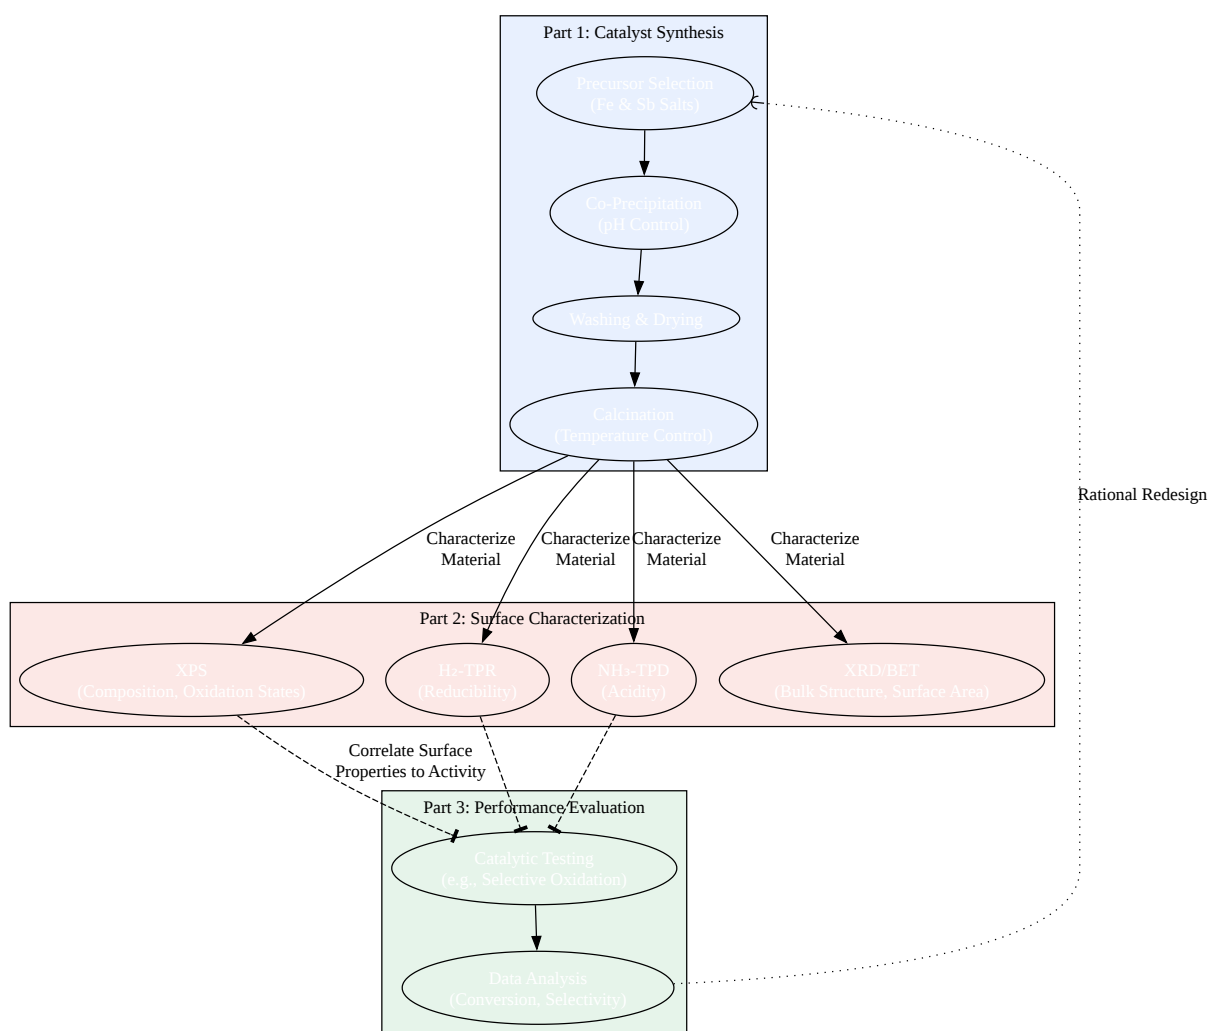 Part 1: Catalyst Synthesis
Precursor Selection
(Fe & Sb Salts)
Co-Precipitation
(pH Control)
Washing & Drying
Calcination
(Temperature Control)
Rational Redesign
Characterize
Material
Characterize
Material
Characterize
Material
Characterize
Material
Part 2: Surface Characterization
XPS
(Composition, Oxidation States)
H₂-TPR
(Reducibility)
NH₃-TPD
(Acidity)
XRD/BET
(Bulk Structure, Surface Area)
Correlate Surface
Properties to Activity
Part 3: Performance Evaluation
Catalytic Testing
(e.g., Selective Oxidation)
Data Analysis
(Conversion, Selectivity)